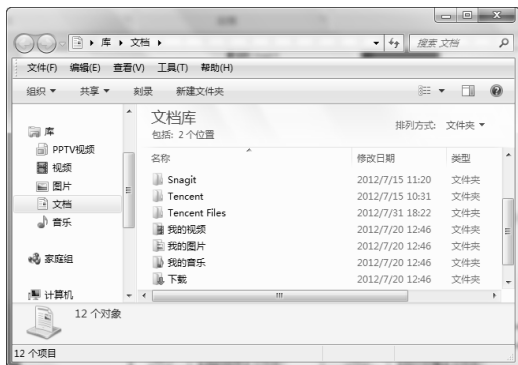 库 ▸ 文档 ▸
搜索 文档
文件(F) 编辑(E) 查看(V) 工具(T) 帮助(H)
组织 ▼ 共享 ▼ 刻录 新建文件夹
库
PPTV视频
视频
图片
文档
音乐
家庭组
计算机
文档库
包括: 2 个位置
排列方式: 文件夹 ▼
名称 修改日期 类型
Snagit 2012/7/15 11:20 文件夹
Tencent 2012/7/15 10:31 文件夹
Tencent Files 2012/7/31 18:22 文件夹
我的视频 2012/7/20 12:46 文件夹
我的图片 2012/7/20 12:46 文件夹
我的音乐 2012/7/20 12:46 文件夹
下载 2012/7/20 12:46 文件夹
12 个对象
12 个项目